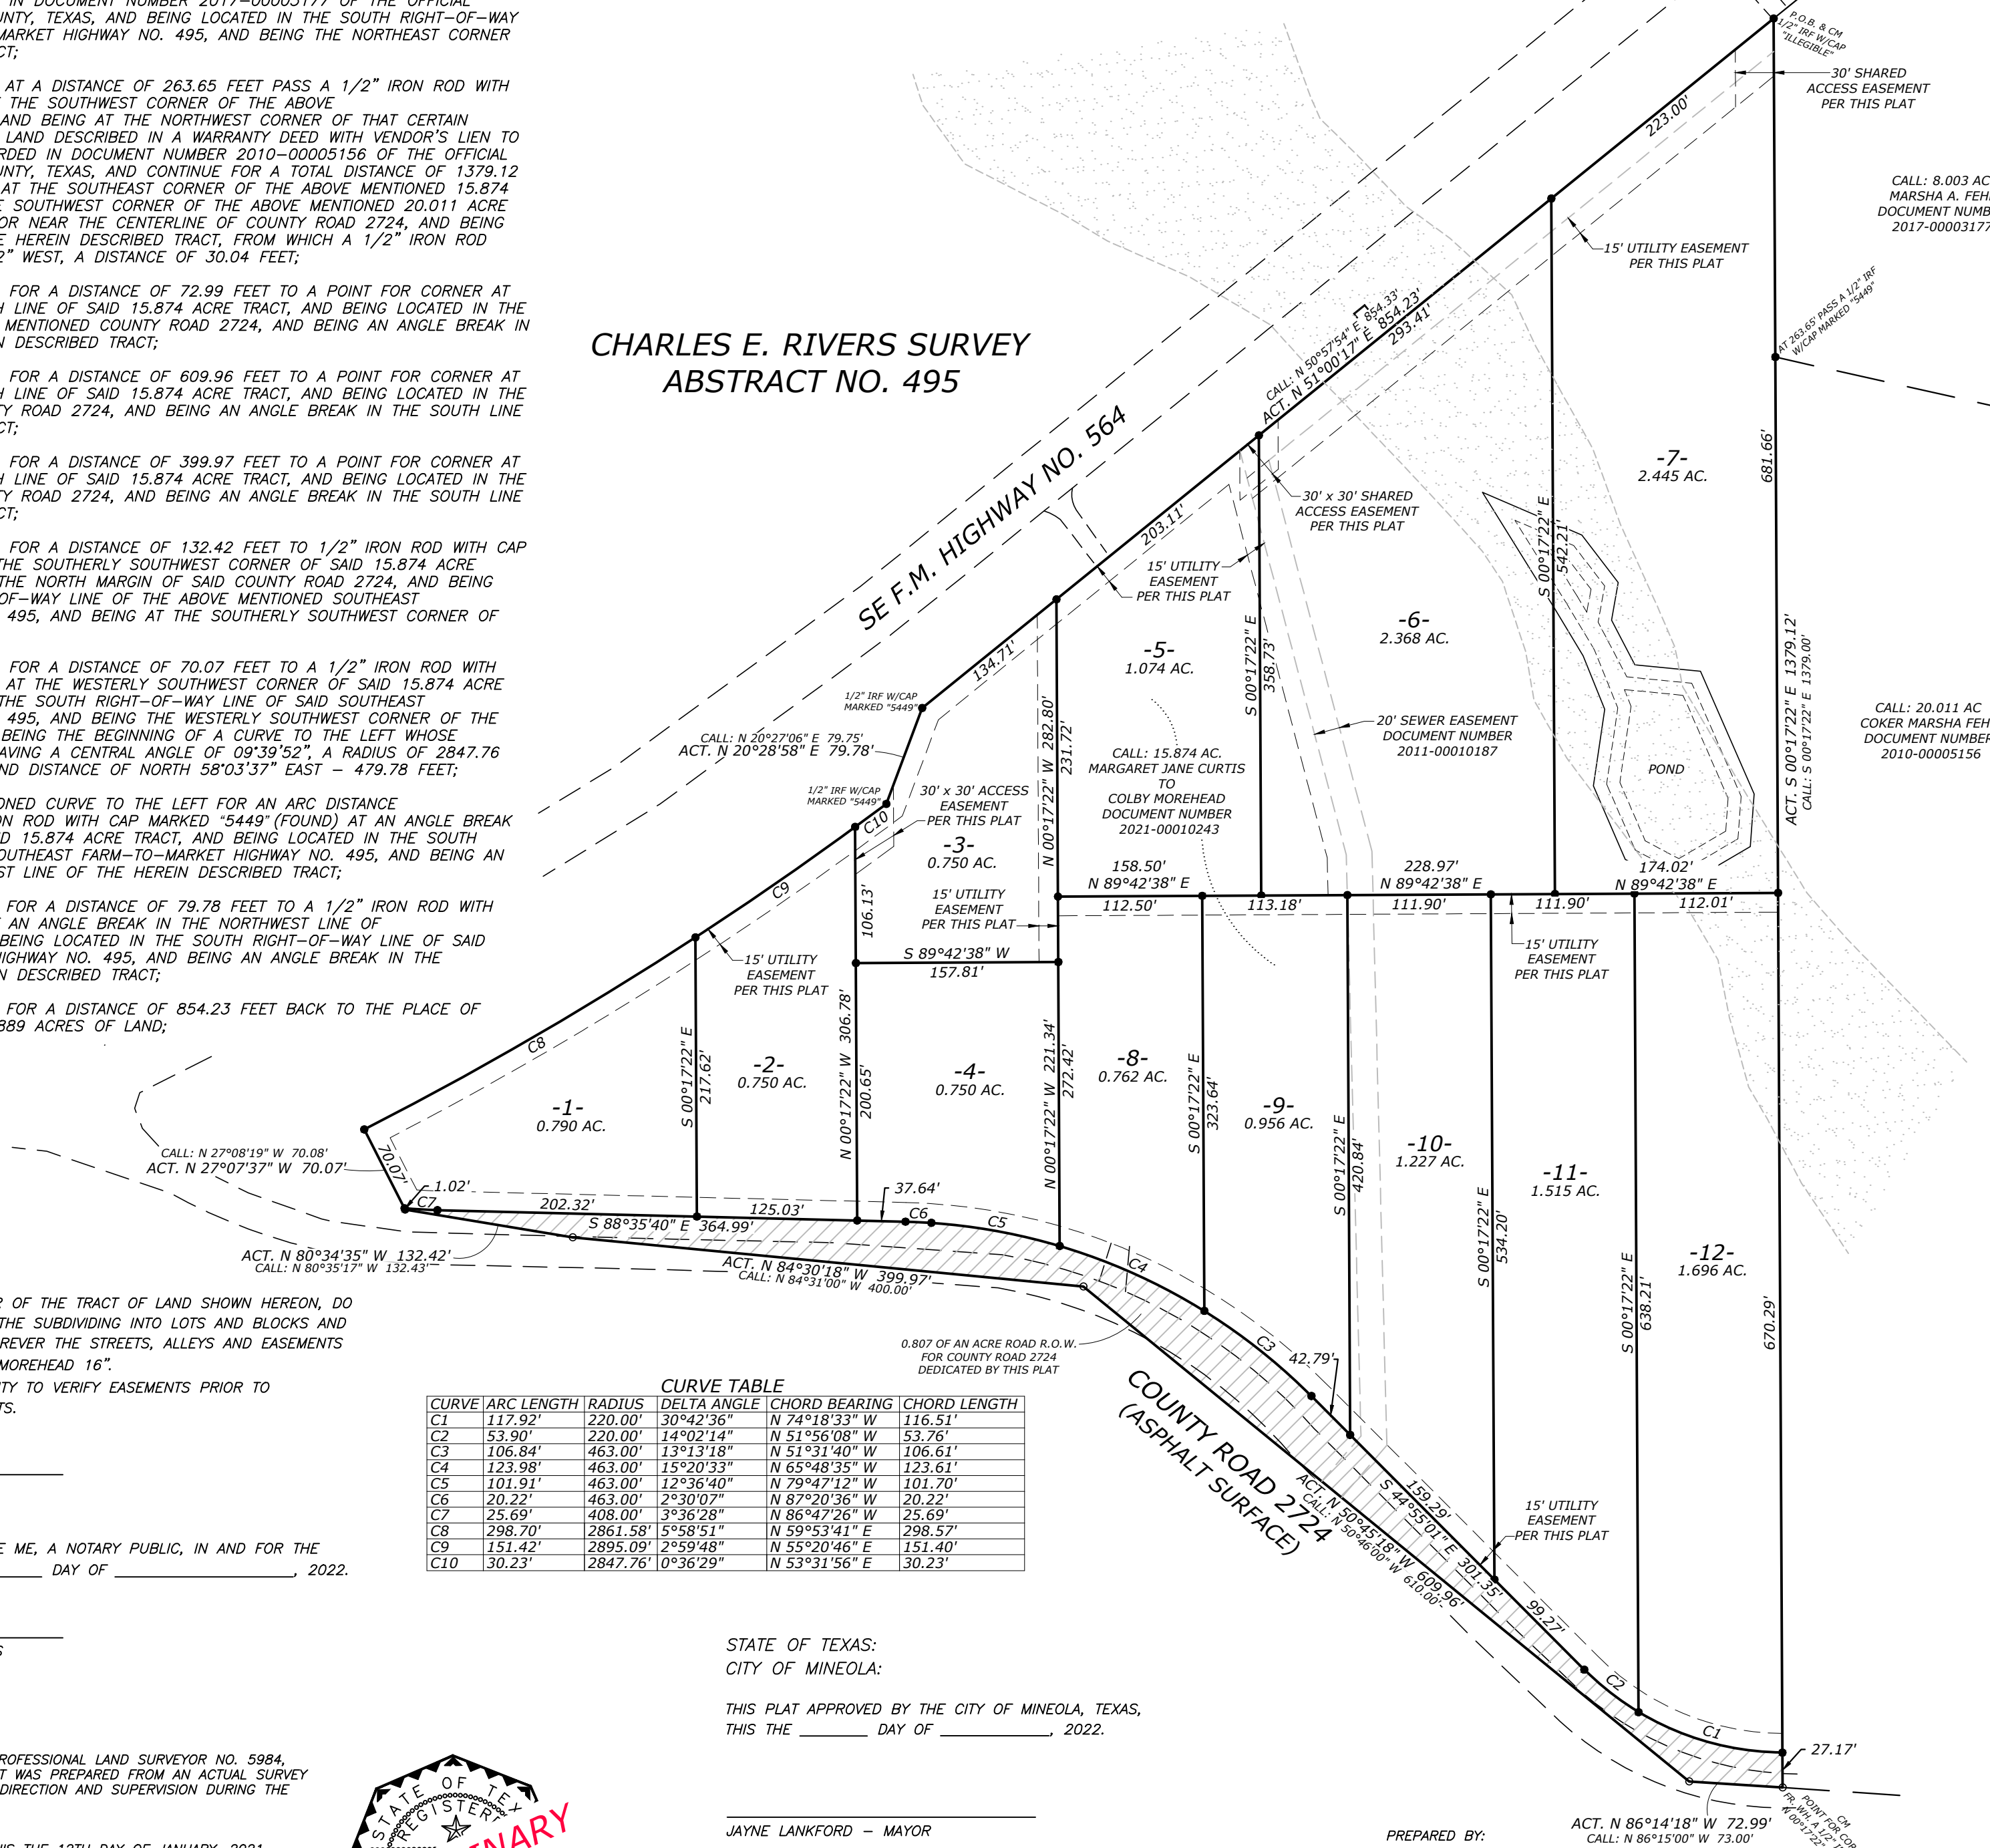 IN DOCUMENT NUMBER 2017-00003177 OF THE OFFICIAL
UNTY, TEXAS, AND BEING LOCATED IN THE SOUTH RIGHT-OF-WAY
MARKET HIGHWAY NO. 495, AND BEING THE NORTHEAST CORNER
CT;
AT A DISTANCE OF 263.65 FEET PASS A 1/2" IRON ROD WITH
THE SOUTHWEST CORNER OF THE ABOVE
AND BEING AT THE NORTHWEST CORNER OF THAT CERTAIN
LAND DESCRIBED IN A WARRANTY DEED WITH VENDOR'S LIEN TO
RDED IN DOCUMENT NUMBER 2010-00005156 OF THE OFFICIAL
UNTY, TEXAS, AND CONTINUE FOR A TOTAL DISTANCE OF 1379.12
AT THE SOUTHEAST CORNER OF THE ABOVE MENTIONED 15.874
E SOUTHWEST CORNER OF THE ABOVE MENTIONED 20.011 ACRE
OR NEAR THE CENTERLINE OF COUNTY ROAD 2724, AND BEING
E HEREIN DESCRIBED TRACT, FROM WHICH A 1/2" IRON ROD
2" WEST, A DISTANCE OF 30.04 FEET;
FOR A DISTANCE OF 72.99 FEET TO A POINT FOR CORNER AT
H LINE OF SAID 15.874 ACRE TRACT, AND BEING LOCATED IN THE
MENTIONED COUNTY ROAD 2724, AND BEING AN ANGLE BREAK IN
N DESCRIBED TRACT;
FOR A DISTANCE OF 609.96 FEET TO A POINT FOR CORNER AT
H LINE OF SAID 15.874 ACRE TRACT, AND BEING LOCATED IN THE
TY ROAD 2724, AND BEING AN ANGLE BREAK IN THE SOUTH LINE
CT;
FOR A DISTANCE OF 399.97 FEET TO A POINT FOR CORNER AT
H LINE OF SAID 15.874 ACRE TRACT, AND BEING LOCATED IN THE
TY ROAD 2724, AND BEING AN ANGLE BREAK IN THE SOUTH LINE
CT;
FOR A DISTANCE OF 132.42 FEET TO 1/2" IRON ROD WITH CAP
THE SOUTHERLY SOUTHWEST CORNER OF SAID 15.874 ACRE
THE NORTH MARGIN OF SAID COUNTY ROAD 2724, AND BEING
OF-WAY LINE OF THE ABOVE MENTIONED SOUTHEAST
495, AND BEING AT THE SOUTHERLY SOUTHWEST CORNER OF
FOR A DISTANCE OF 70.07 FEET TO A 1/2" IRON ROD WITH
AT THE WESTERLY SOUTHWEST CORNER OF SAID 15.874 ACRE
THE SOUTH RIGHT-OF-WAY LINE OF SAID SOUTHEAST
495, AND BEING THE WESTERLY SOUTHWEST CORNER OF THE
BEING THE BEGINNING OF A CURVE TO THE LEFT WHOSE
AVING A CENTRAL ANGLE OF 09°39'52", A RADIUS OF 2847.76
ND DISTANCE OF NORTH 58°03'37" EAST - 479.78 FEET;
ONED CURVE TO THE LEFT FOR AN ARC DISTANCE
ON ROD WITH CAP MARKED "5449" (FOUND) AT AN ANGLE BREAK
D 15.874 ACRE TRACT, AND BEING LOCATED IN THE SOUTH
OUTHEAST FARM-TO-MARKET HIGHWAY NO. 495, AND BEING AN
ST LINE OF THE HEREIN DESCRIBED TRACT;
FOR A DISTANCE OF 79.78 FEET TO A 1/2" IRON ROD WITH
AN ANGLE BREAK IN THE NORTHWEST LINE OF
BEING LOCATED IN THE SOUTH RIGHT-OF-WAY LINE OF SAID
HIGHWAY NO. 495, AND BEING AN ANGLE BREAK IN THE
N DESCRIBED TRACT;
FOR A DISTANCE OF 854.23 FEET BACK TO THE PLACE OF
889 ACRES OF LAND;
CHARLES E. RIVERS SURVEY
ABSTRACT NO. 495
P.O.B. & CM
1/2" IRF W/CAP
"ILLEGIBLE"
30' SHARED
ACCESS EASEMENT
PER THIS PLAT
223.00'
CALL: 8.003 AC
MARSHA A. FEH
DOCUMENT NUMB
2017-00003177
15' UTILITY EASEMENT
PER THIS PLAT
AT 263.65' PASS A 1/2" IRF
W/CAP MARKED "5449"
CALL: N 50°57'54" E 854.33'
ACT. N 51°00'17" E 854.23'
293.41'
SE F.M. HIGHWAY NO. 564
-7-
2.445 AC.
681.66'
30' x 30' SHARED
ACCESS EASEMENT
PER THIS PLAT
S 00°17'22" E
542.21'
203.11'
15' UTILITY
EASEMENT
PER THIS PLAT
-6-
2.368 AC.
-5-
1.074 AC.
S 00°17'22" E
358.73'
134.71'
1/2" IRF W/CAP
MARKED "5449"
CALL: N 20°27'06" E 79.75'
ACT. N 20°28'58" E 79.78'
20' SEWER EASEMENT
DOCUMENT NUMBER
2011-00010187
N 00°17'22" W 282.80'
231.72'
CALL: 15.874 AC.
MARGARET JANE CURTIS
TO
COLBY MOREHEAD
DOCUMENT NUMBER
2021-00010243
POND
ACT. S 00°17'22" E 1379.12'
CALL: S 00°17'22" E 1379.00'
CALL: 20.011 AC
COKER MARSHA FEH
DOCUMENT NUMBER
2010-00005156
1/2" IRF W/CAP
MARKED "5449"
30' x 30' ACCESS
EASEMENT
PER THIS PLAT
C10
-3-
0.750 AC.
C9
106.13'
15' UTILITY
EASEMENT
PER THIS PLAT
158.50'
N 89°42'38" E
228.97'
N 89°42'38" E
174.02'
N 89°42'38" E
112.50'
113.18'
111.90'
111.90'
112.01'
S 89°42'38" W
157.81'
15' UTILITY
EASEMENT
PER THIS PLAT
15' UTILITY
EASEMENT
PER THIS PLAT
C8
S 00°17'22" E
217.62'
-2-
0.750 AC.
N 00°17'22" W 306.78'
200.65'
-4-
0.750 AC.
N 00°17'22" W 221.34'
272.42'
-8-
0.762 AC.
S 00°17'22" E
323.64'
-9-
0.956 AC.
S 00°17'22" E
420.84'
-10-
1.227 AC.
S 00°17'22" E
534.20'
-11-
1.515 AC.
S 00°17'22" E
638.21'
-12-
1.696 AC.
670.29'
-1-
0.790 AC.
CALL: N 27°08'19" W 70.08'
ACT. N 27°07'37" W 70.07'
70.07'
1.02'
C7
202.32'
125.03'
37.64'
C6
C5
S 88°35'40" E 364.99'
ACT. N 80°34'35" W 132.42'
CALL: N 80°35'17" W 132.43'
ACT. N 84°30'18" W 399.97'
CALL: N 84°31'00" W 400.00'
C4
C3
42.79'
0.807 OF AN ACRE ROAD R.O.W.
FOR COUNTY ROAD 2724
DEDICATED BY THIS PLAT
COUNTY ROAD 2724
(ASPHALT SURFACE)
159.29'
S 44°55'01" E 301.35'
ACT. N 50°45'18" W 609.96'
CALL: N 50°46'00" W 610.00'
15' UTILITY
EASEMENT
PER THIS PLAT
99.27'
C2
C1
27.17'
ACT. N 86°14'18" W 72.99'
CALL: N 86°15'00" W 73.00'
CM
POINT FOR COR
FR. WH. A 1/2" I
N 00°17'22"
R OF THE TRACT OF LAND SHOWN HEREON, DO
THE SUBDIVIDING INTO LOTS AND BLOCKS AND
REVER THE STREETS, ALLEYS AND EASEMENTS
MOREHEAD 16".
ITY TO VERIFY EASEMENTS PRIOR TO
TS.
CURVE TABLE
CURVE ARC LENGTH RADIUS DELTA ANGLE CHORD BEARING CHORD LENGTH
C1 117.92' 220.00' 30°42'36" N 74°18'33" W 116.51'
C2 53.90' 220.00' 14°02'14" N 51°56'08" W 53.76'
C3 106.84' 463.00' 13°13'18" N 51°31'40" W 106.61'
C4 123.98' 463.00' 15°20'33" N 65°48'35" W 123.61'
C5 101.91' 463.00' 12°36'40" N 79°47'12" W 101.70'
C6 20.22' 463.00' 2°30'07" N 87°20'36" W 20.22'
C7 25.69' 408.00' 3°36'28" N 86°47'26" W 25.69'
C8 298.70' 2861.58' 5°58'51" N 59°53'41" E 298.57'
C9 151.42' 2895.09' 2°59'48" N 55°20'46" E 151.40'
C10 30.23' 2847.76' 0°36'29" N 53°31'56" E 30.23'
E ME, A NOTARY PUBLIC, IN AND FOR THE
DAY OF , 2022.
S
STATE OF TEXAS:
CITY OF MINEOLA:
THIS PLAT APPROVED BY THE CITY OF MINEOLA, TEXAS,
THIS THE DAY OF , 2022.
JAYNE LANKFORD - MAYOR
ROFESSIONAL LAND SURVEYOR NO. 5984,
T WAS PREPARED FROM AN ACTUAL SURVEY
DIRECTION AND SUPERVISION DURING THE
HIS THE 12TH DAY OF JANUARY, 2021
STATE OF TEX
REGISTER
INARY
PREPARED BY: